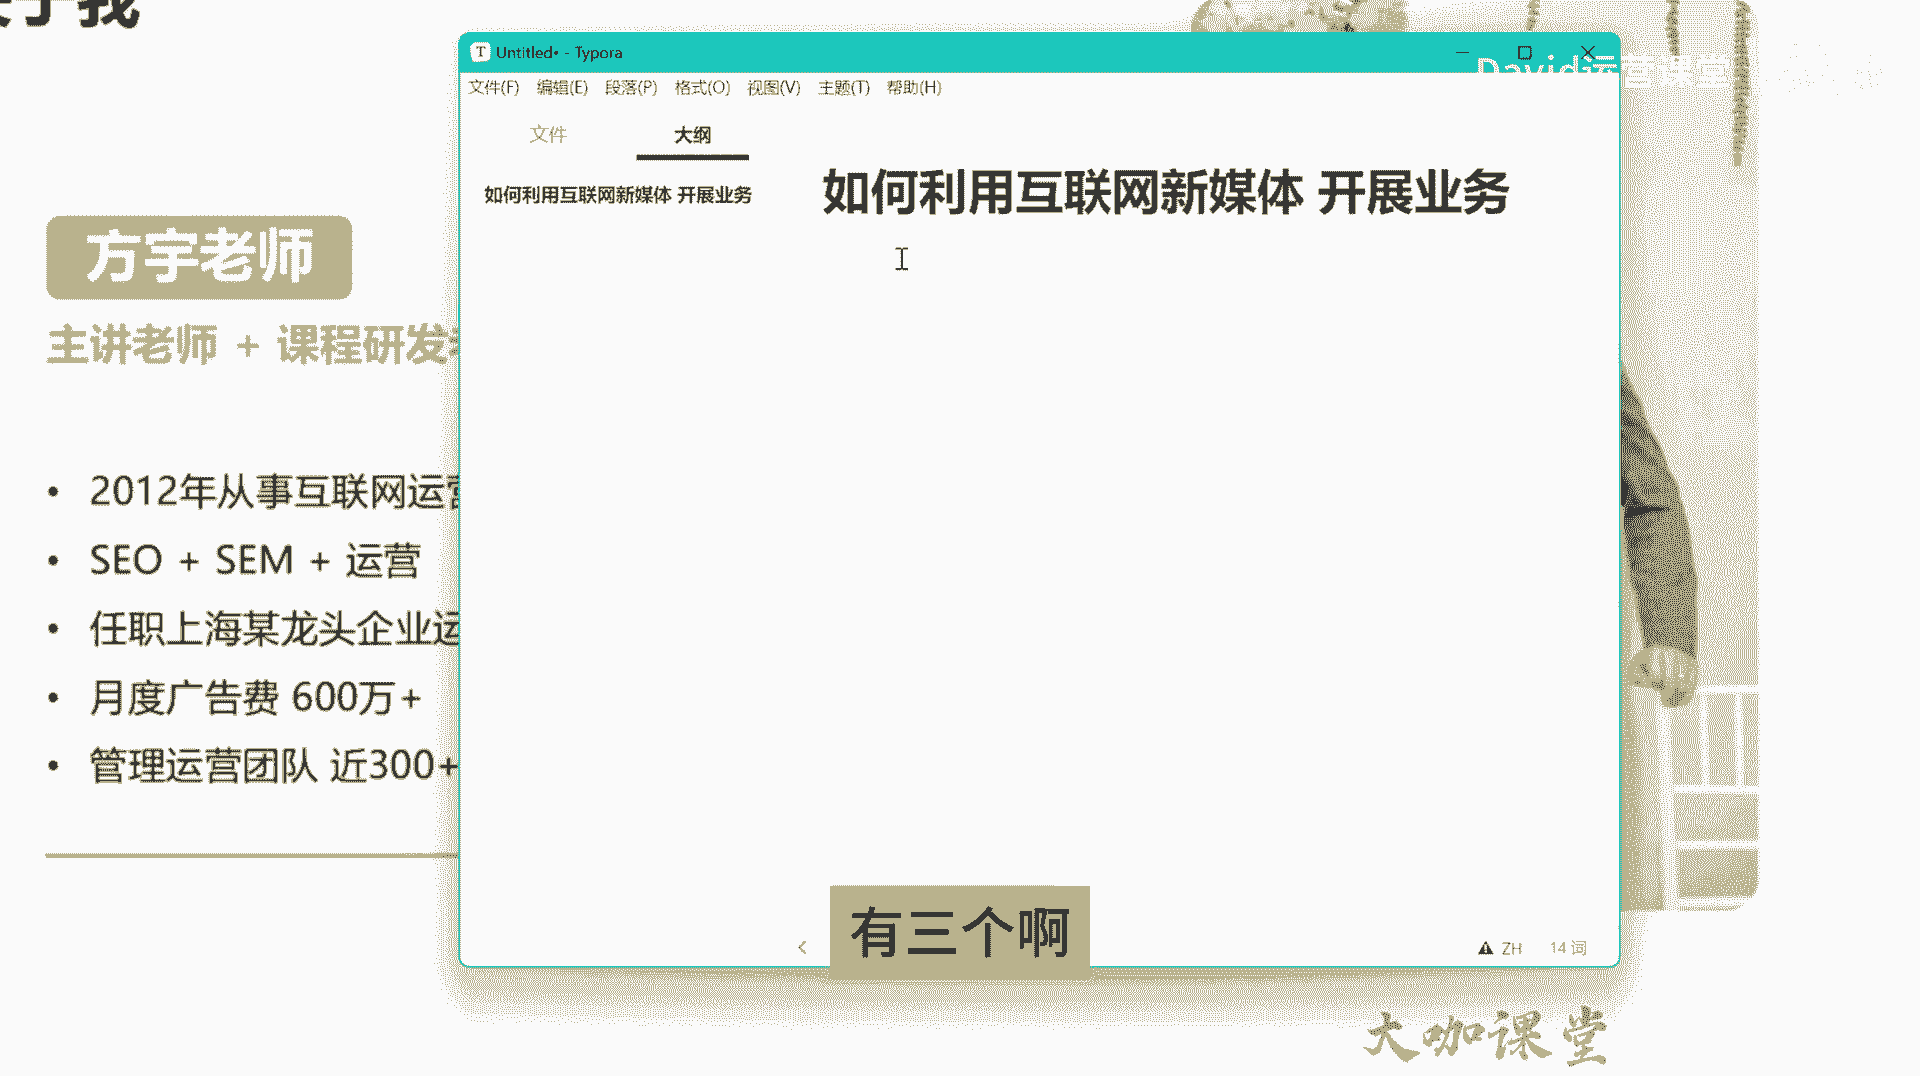 Untitled• - Typora
David运营课堂
文件(F) 编辑(E) 段落(P) 格式(O) 视图(V) 主题(T) 帮助(H)
文件 大纲
如何利用互联网新媒体 开展业务
如何利用互联网新媒体 开展业务
方宇老师
主讲老师 + 课程研发
2012年从事互联网运营
SEO + SEM + 运营
任职上海某龙头企业运
月度广告费 600万+
管理运营团队 近300+
有三个啊
ZH 14 词
大咖课堂